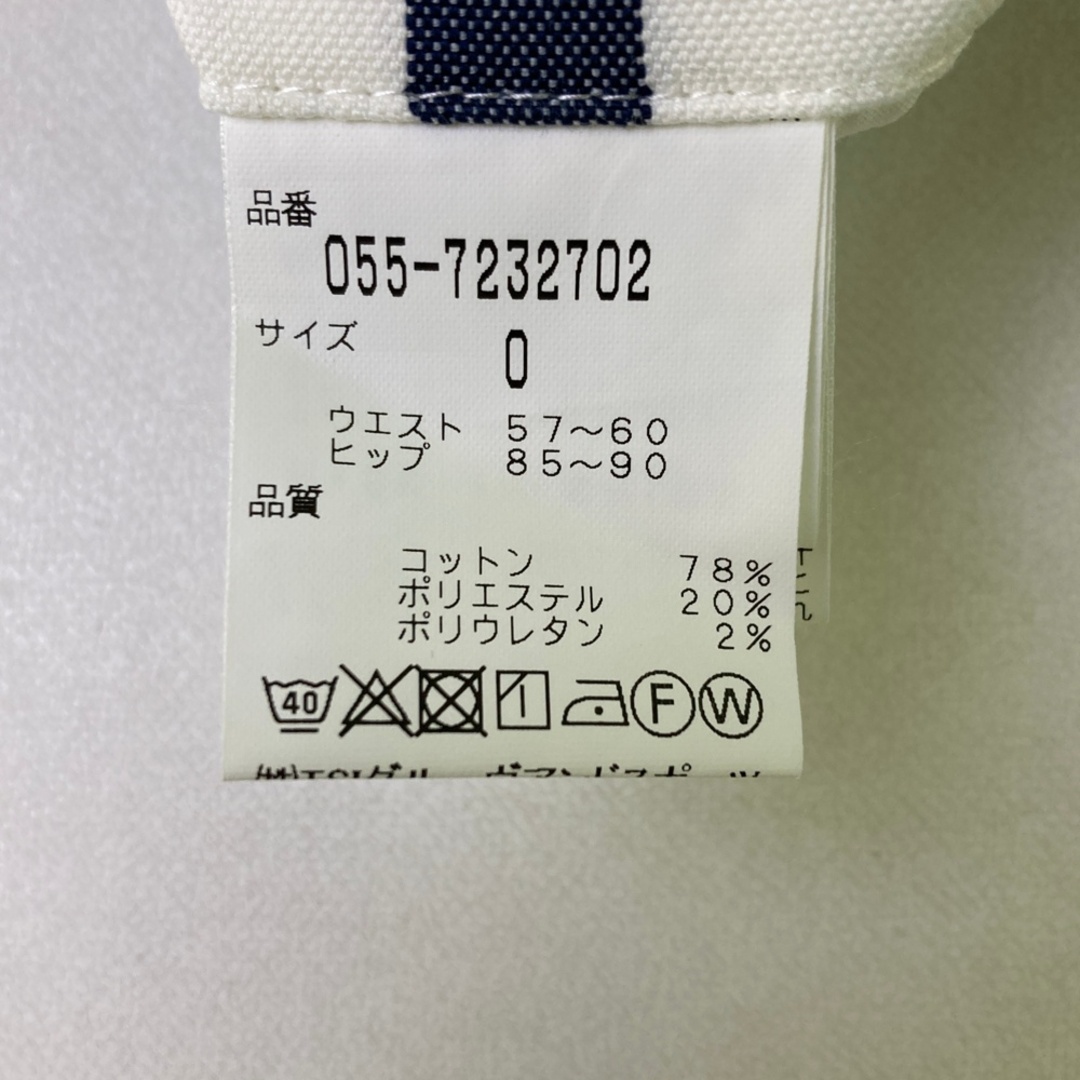 品番
055-7232702
サイズ 0
ウエスト 57～60
ヒップ 85～90
品質
コットン 78%
ポリエステル 20%
ポリウレタン 2%
40 F W